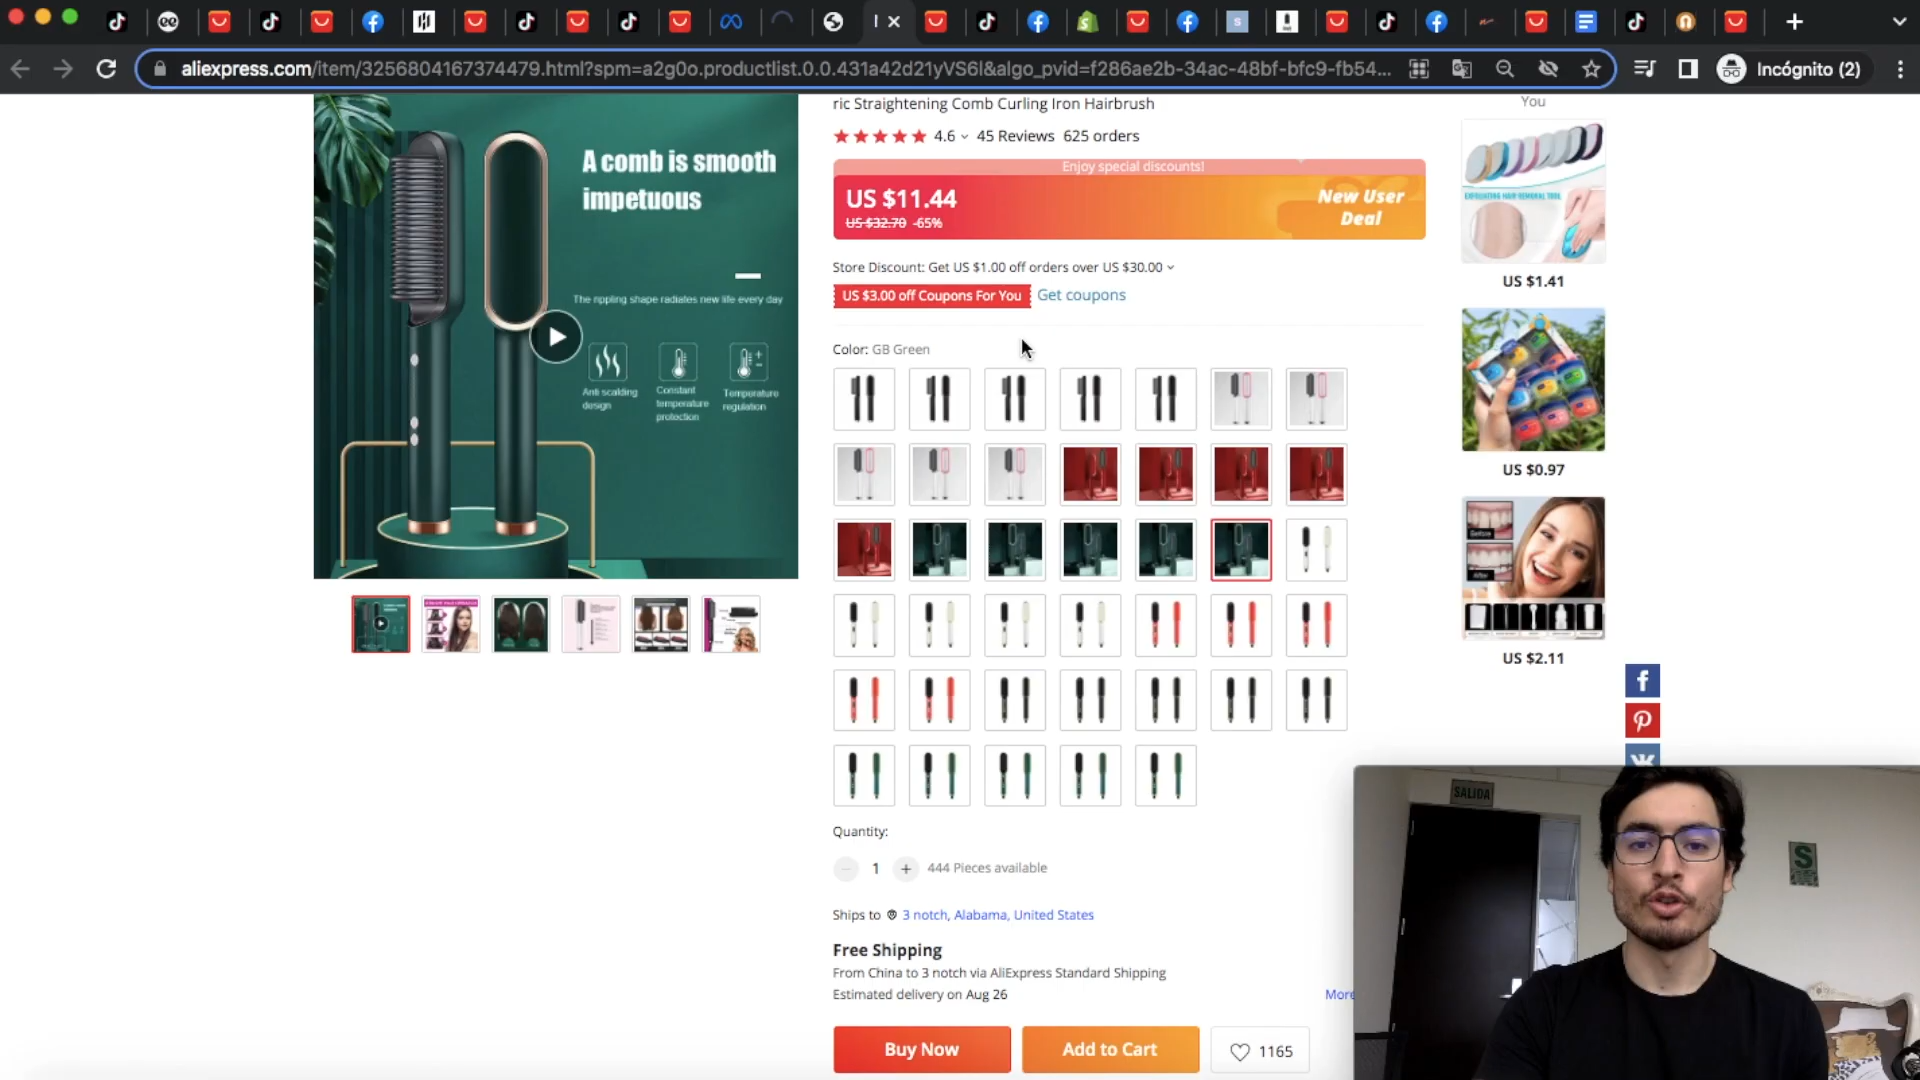 aliexpress.com/item/3256804167374479.html?spm=a2g0o.productlist.0.0.431a42d21yVS6I&algo_pvid=f286ae2b-34ac-48bf-bfc9-fb54...
Incógnito (2)
ric Straightening Comb Curling Iron Hairbrush
4.6
45 Reviews
625 orders
Enjoy special discounts!
US $11.44
US $32.70 -65%
New User
Deal
Store Discount: Get US $1.00 off orders over US $30.00
US $3.00 off Coupons For You
Get coupons
Color: GB Green
Quantity:
1
444 Pieces available
Ships to 3 notch, Alabama, United States
Free Shipping
From China to 3 notch via AliExpress Standard Shipping
Estimated delivery on Aug 26
More
Buy Now
Add to Cart
1165
A comb is smooth
impetuous
The rippling shape radiates new life every day
Anti scalding
design
Constant
temperature
protection
Temperature
regulation
You
EXFOLIATING HAIR REMOVAL TOOL
US $1.41
US $0.97
Before
After
US $2.11
SALIDA
S